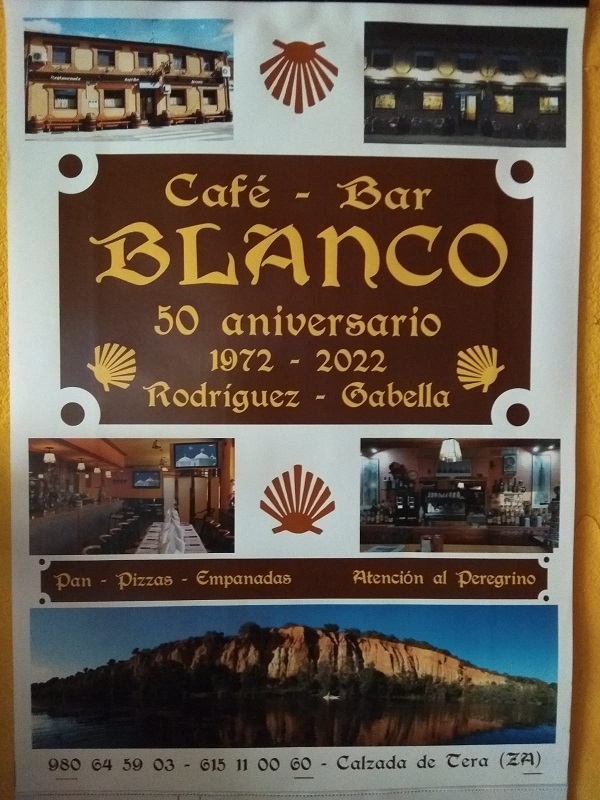 Café - Bar
BLANCO
50 aniversario
1972 - 2022
Rodríguez - Gabella
Pan - Pizzas - Empanadas Atención al Peregrino
980 64 59 03 - 615 11 00 60 - Calzada de Tera (ZA)